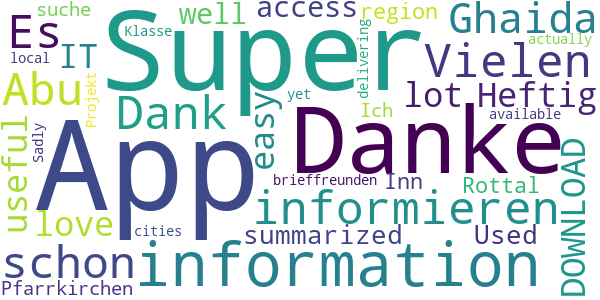 suche
well
access
region
Ghaida
Es
IT
Klasse
Super
delivering
actually
local
Vielen
Abu
Projekt
Dank
easy
yet
Ich
lot
Heftig
useful
Sadly
App
Danke
available
DOWNLOAD
brieffreunden
Inn
Rottal
love
informieren
cities
summarized
Used
schon
information
Pfarrkirchen